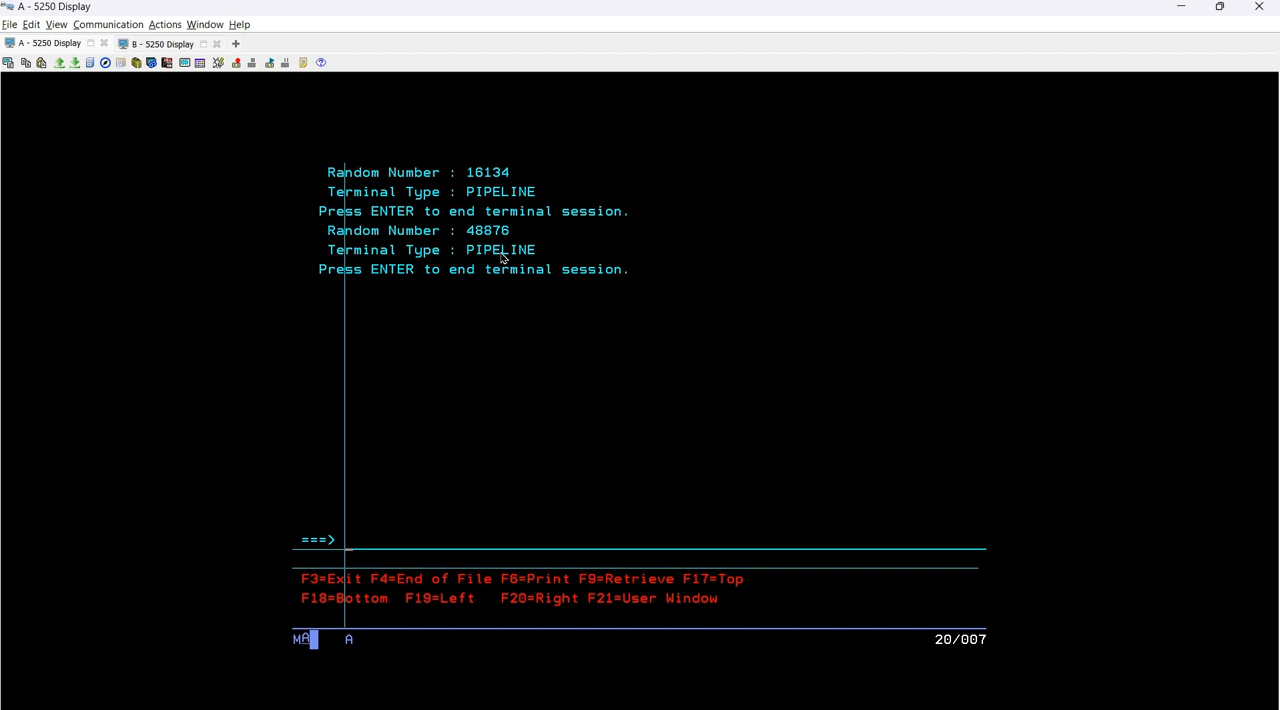 A - 5250 Display
File Edit View Communication Actions Window Help
A - 5250 Display B - 5250 Display
Random Number : 16134
Terminal Type : PIPELINE
Press ENTER to end terminal session.
Random Number : 48876
Terminal Type : PIPELINE
Press ENTER to end terminal session.
===>
F3=Exit F4=End of File F6=Print F9=Retrieve F17=Top
F18=Bottom F19=Left F20=Right F21=User Window
MA A 20/007